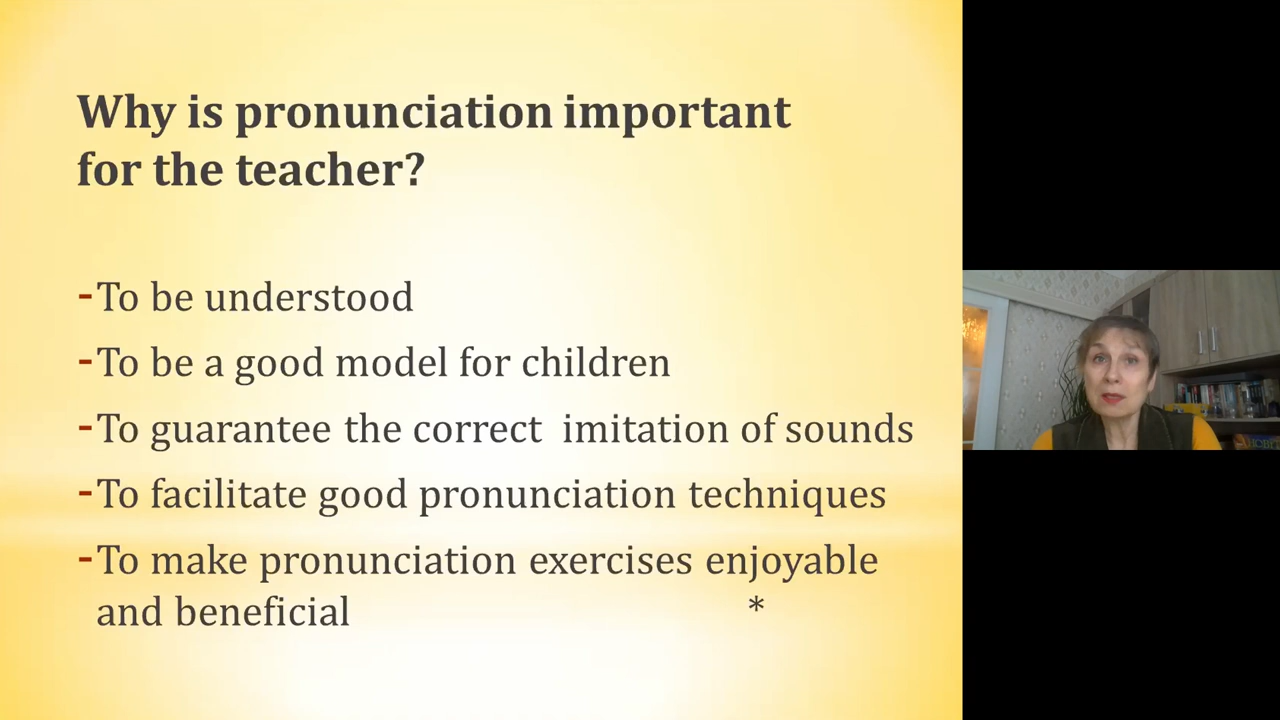 Why is pronunciation important
for the teacher?
-To be understood
-To be a good model for children
-To guarantee the correct  imitation of sounds
-To facilitate good pronunciation techniques
-To make pronunciation exercises enjoyable
and beneficial *